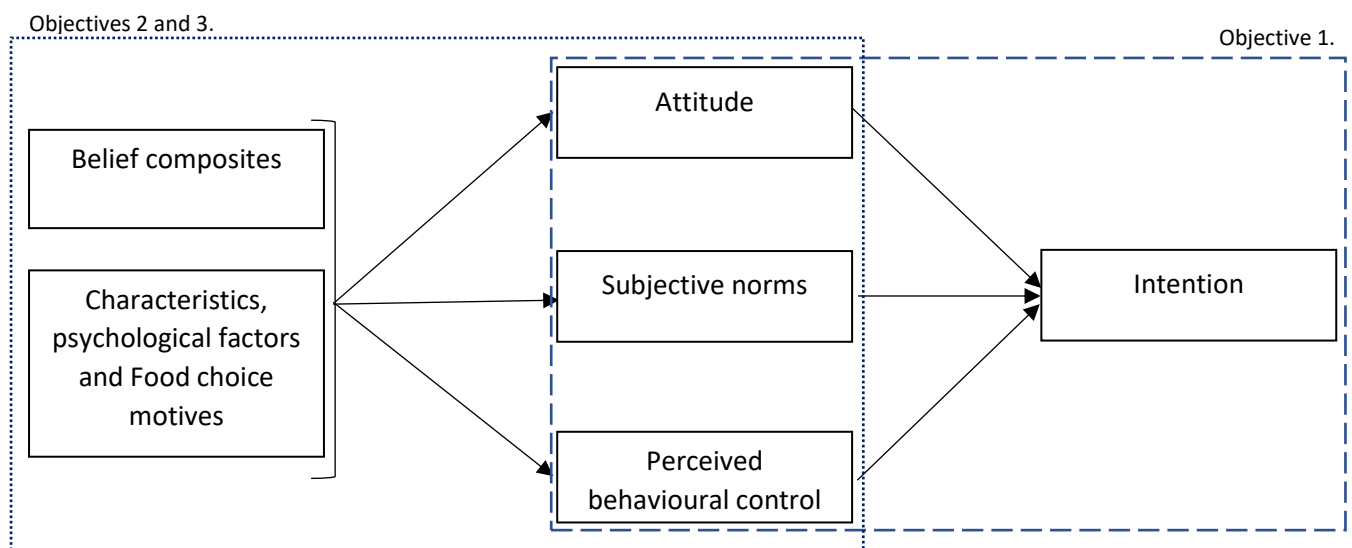 Objectives 2 and 3.
Objective 1.
Attitude
Belief composites
Subjective norms
Intention
Characteristics,
psychological factors
and Food choice
motives
Perceived
behavioural control